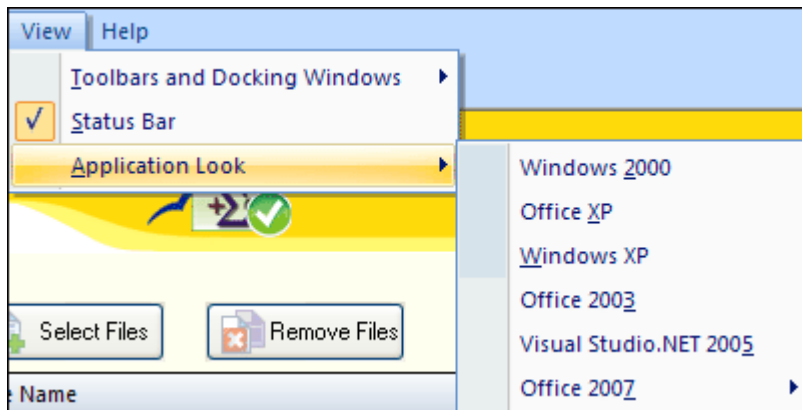 View Help
Toolbars and Docking Windows
Status Bar
Application Look
Windows 2000
Office XP
Windows XP
Office 2003
Visual Studio.NET 2005
Office 2007
Select Files Remove Files
Name